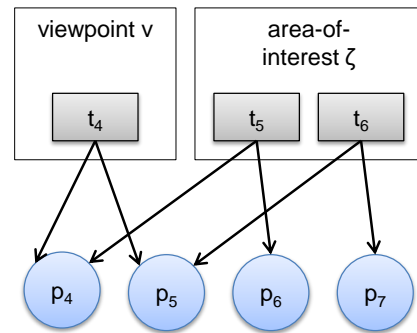 viewpoint v
area-of-
interest ζ
t₄
t₅
t₆
p₄
p₅
p₆
p₇